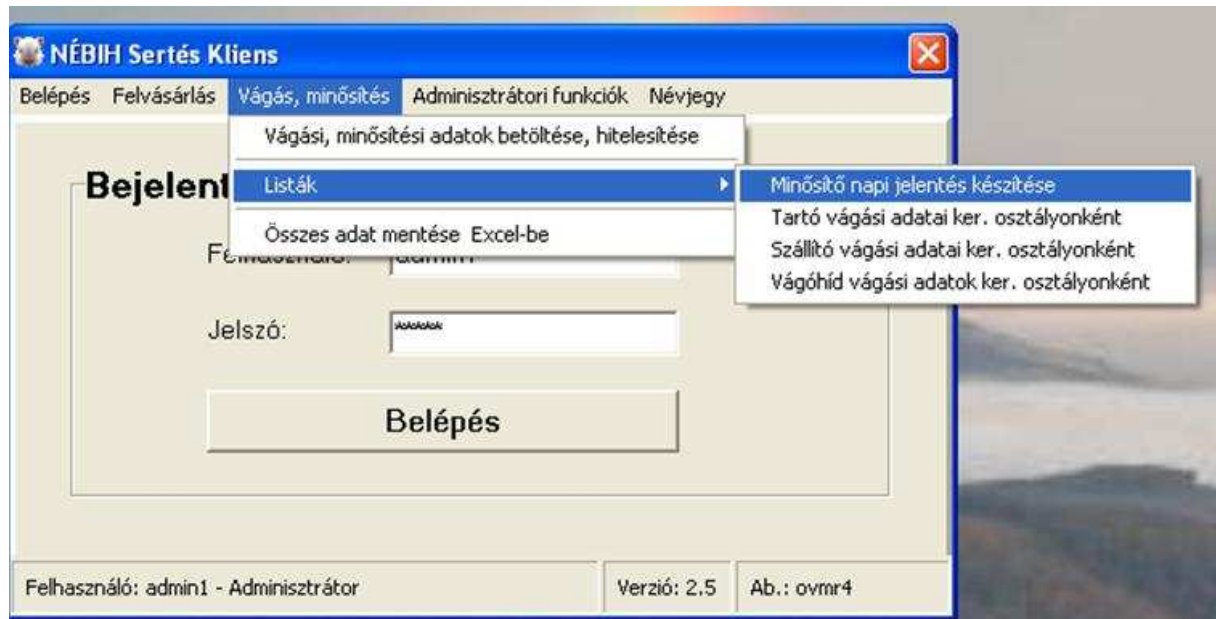 NÉBIH Sertés Kliens
Belépés Felvásárlás Vágás, minősítés Adminisztrátori funkciók Névjegy
Vágási, minősítési adatok betöltése, hitelesítése
Listák
Összes adat mentése Excel-be
Minősítő napi jelentés készítése
Tartó vágási adatai ker. osztályonként
Szállító vágási adatai ker. osztályonként
Vágóhíd vágási adatok ker. osztályonként
Bejelent
Felhasználó: admin1
Jelszó: ******
Belépés
Felhasználó: admin1 - Adminisztrátor Verzió: 2.5 Ab.: ovmr4